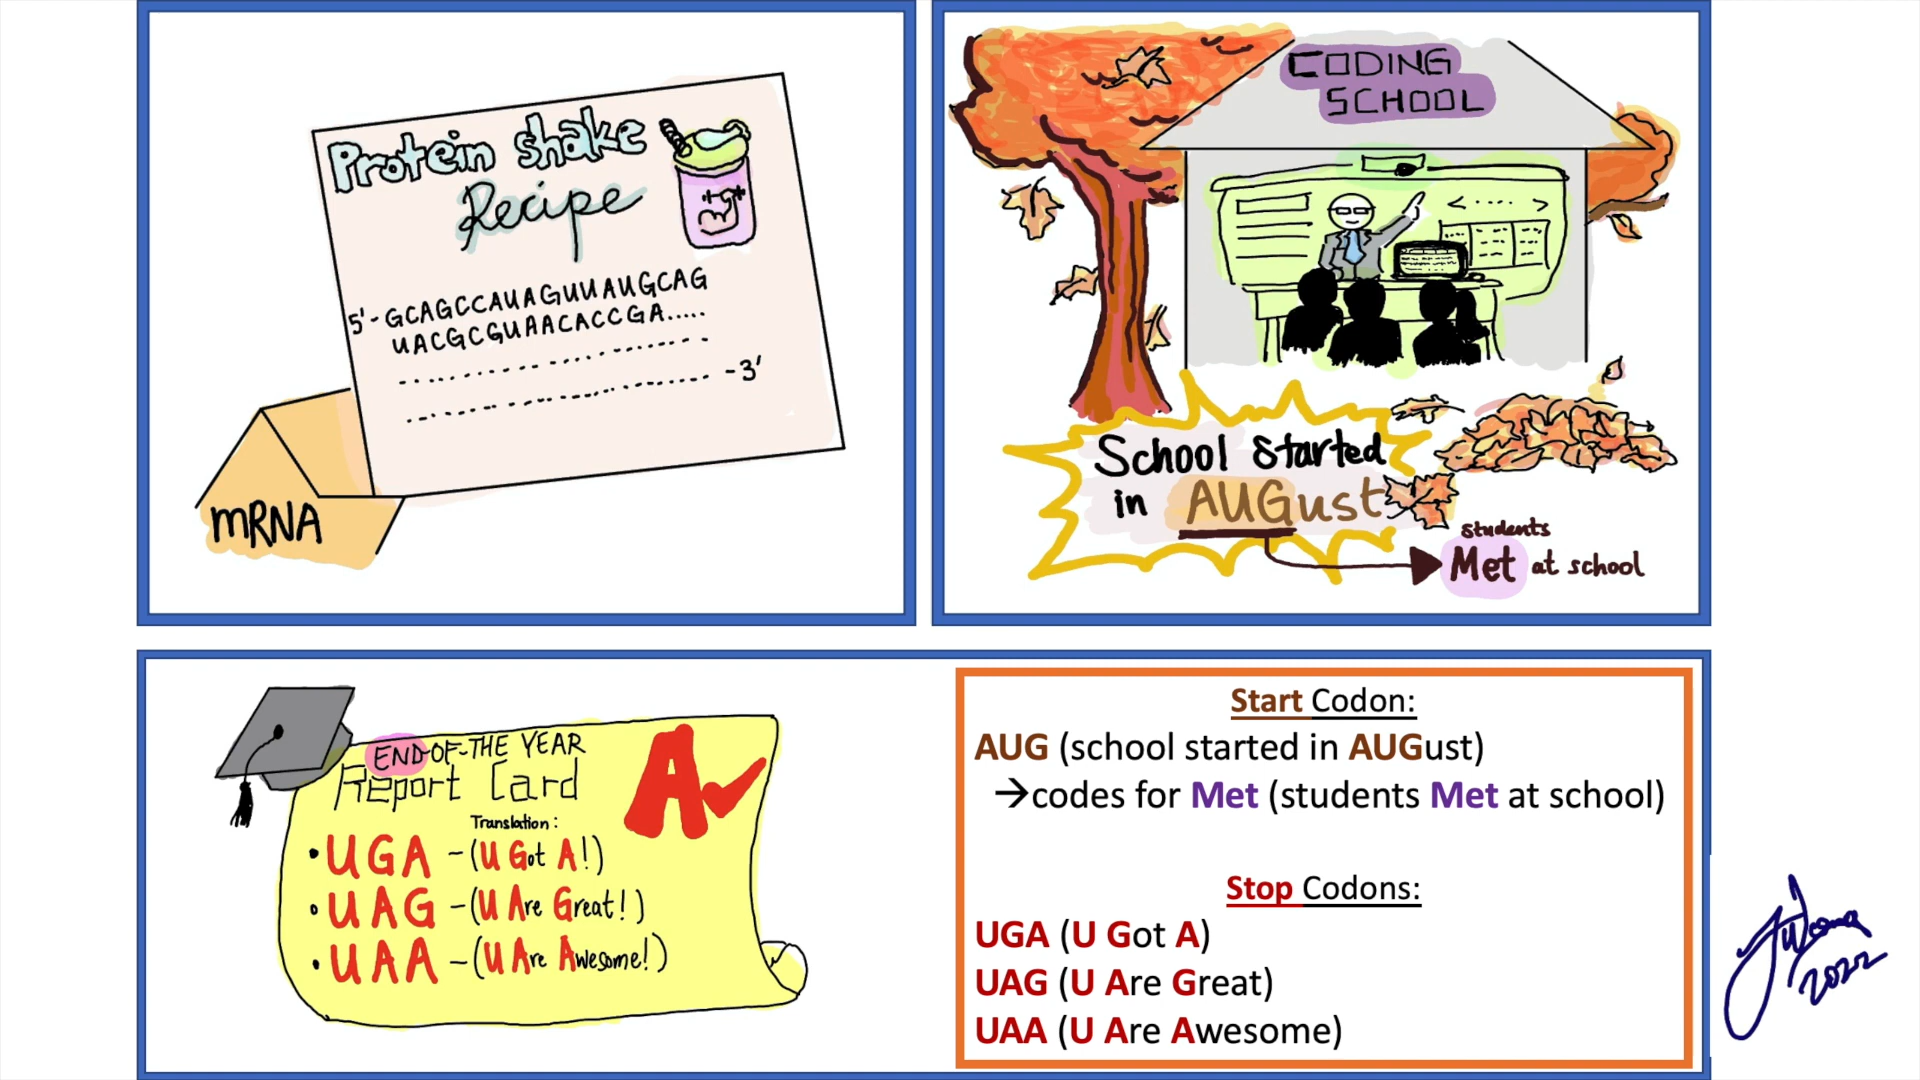 Protein shake
Recipe
5'-GCAGCCAUAGUUAUGCAG
UACGCGUAACACCGA.....
-3'
mRNA
CODING
SCHOOL
School started
in AUGust
students
Met at school
END-OF-THE YEAR
Report Card
A
Translation:
• UGA - (U Got A!)
• UAG - (U Are Great!)
• UAA - (U Are Awesome!)
Start Codon:
AUG (school started in AUGust)
→codes for Met (students Met at school)
Stop Codons:
UGA (U Got A)
UAG (U Are Great)
UAA (U Are Awesome)
2022